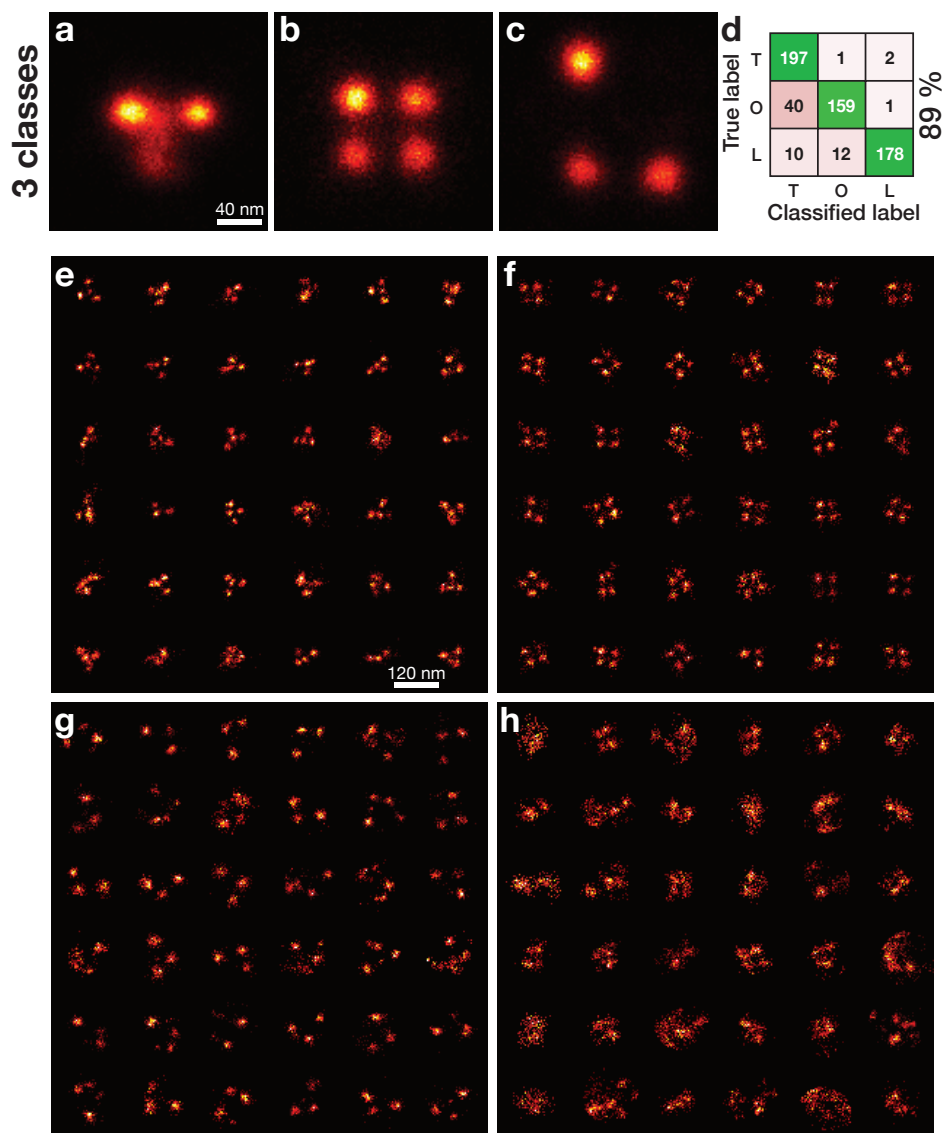 3 classes
a
40 nm
b
c
d
True label
T 197 1 2
O 40 159 1
L 10 12 178
T O L
Classified label
89 %
e
120 nm
f
g
h